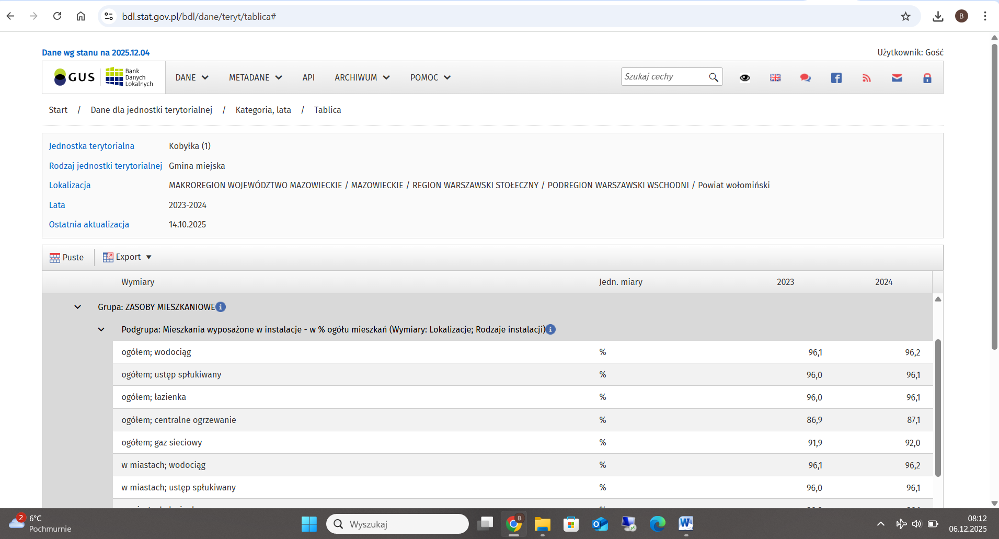 bdl.stat.gov.pl/bdl/dane/teryt/tablica#
B
Dane wg stanu na 2025.12.04
Użytkownik: Gość
GUS
Bank
Danych
Lokalnych
DANE
METADANE
API
ARCHIWUM
POMOC
Szukaj cechy
Start / Dane dla jednostki terytorialnej / Kategoria, lata / Tablica
Jednostka terytorialna Kobyłka (1)
Rodzaj jednostki terytorialnej Gmina miejska
Lokalizacja MAKROREGION WOJEWÓDZTWO MAZOWIECKIE / MAZOWIECKIE / REGION WARSZAWSKI STOŁECZNY / PODREGION WARSZAWSKI WSCHODNI / Powiat wołomiński
Lata 2023-2024
Ostatnia aktualizacja 14.10.2025
Puste Export
Wymiary Jedn. miary 2023 2024
Grupa: ZASOBY MIESZKANIOWE
Podgrupa: Mieszkania wyposażone w instalacje - w % ogółu mieszkań (Wymiary: Lokalizacje; Rodzaje instalacji)
ogółem; wodociąg % 96,1 96,2
ogółem; ustęp spłukiwany % 96,0 96,1
ogółem; łazienka % 96,0 96,1
ogółem; centralne ogrzewanie % 86,9 87,1
ogółem; gaz sieciowy % 91,9 92,0
w miastach; wodociąg % 96,1 96,2
w miastach; ustęp spłukiwany % 96,0 96,1
2
6°C
Pochmurnie
Wyszukaj
B
08:12
06.12.2025